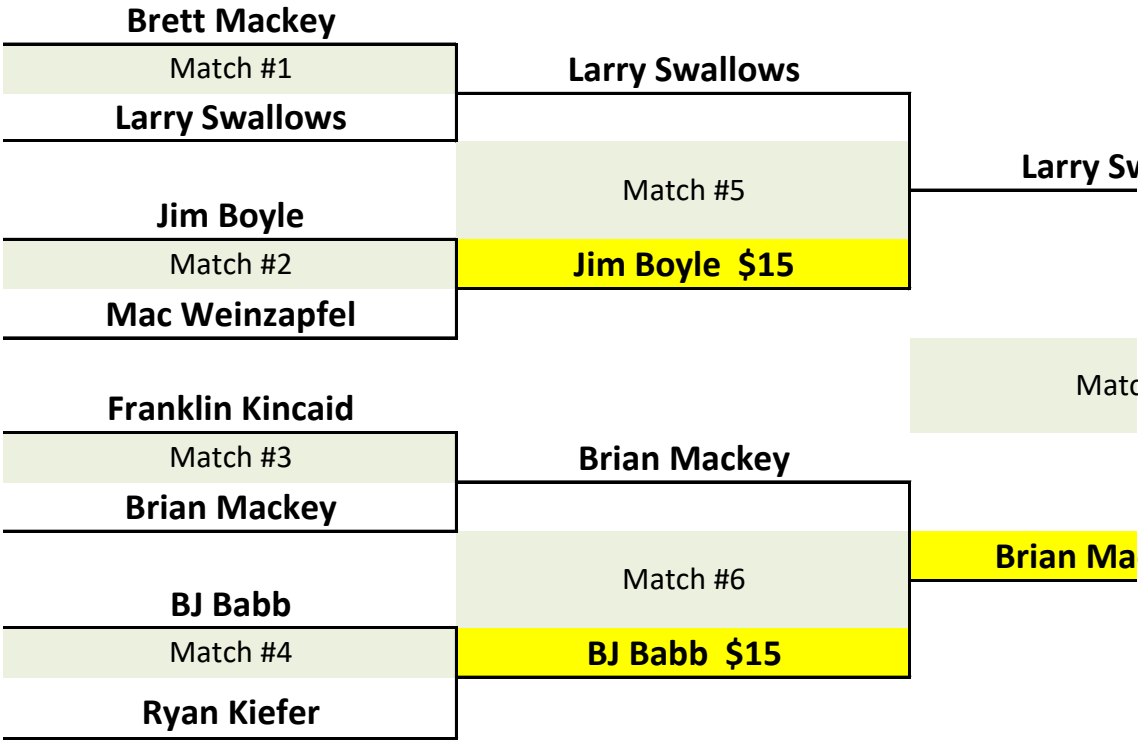 Brett Mackey
Match #1
Larry Swallows
Larry Swallows
Match #5
Larry
Jim Boyle
Match #2
Jim Boyle $15
Mac Weinzapfel
Franklin Kincaid
Match #3
Brian Mackey
Brian Mackey
Match #6
Brian
BJ Babb
Match #4
BJ Babb $15
Ryan Kiefer